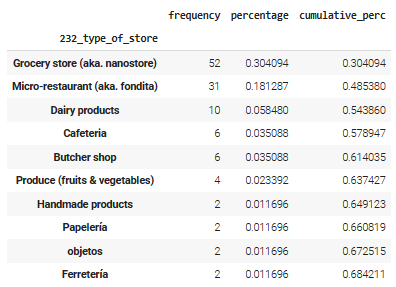 frequency percentage cumulative_perc
232_type_of_store
Grocery store (aka. nanostore) 52 0.304094 0.304094
Micro-restaurant (aka. fondita) 31 0.181287 0.485380
Dairy products 10 0.058480 0.543860
Cafeteria 6 0.035088 0.578947
Butcher shop 6 0.035088 0.614035
Produce (fruits & vegetables) 4 0.023392 0.637427
Handmade products 2 0.011696 0.649123
Papelería 2 0.011696 0.660819
objetos 2 0.011696 0.672515
Ferretería 2 0.011696 0.684211